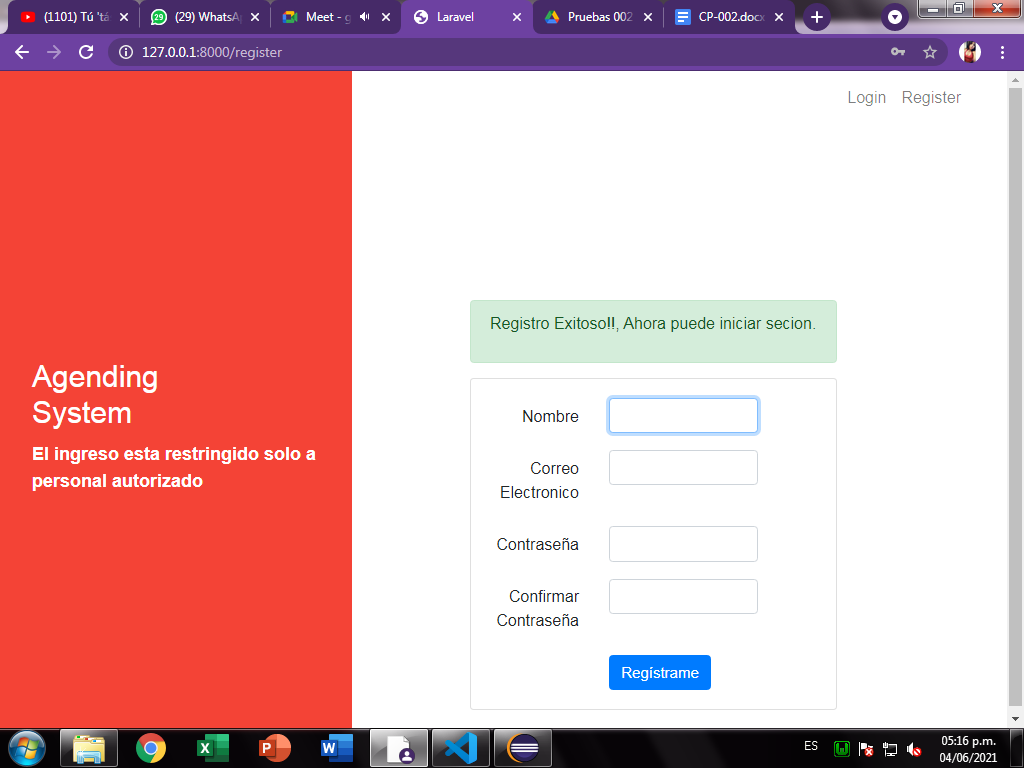 (1101) Tú 'tá
29
(29) WhatsA
Meet - g
Laravel
Pruebas 002
CP-002.docx
127.0.0.1:8000/register
Login
Register
Registro Exitoso!!, Ahora puede iniciar secion.
Agending
System
El ingreso esta restringido solo a
personal autorizado
Nombre
Correo
Electronico
Contraseña
Confirmar
Contraseña
Regístrame
ES
05:16 p.m.
04/06/2021